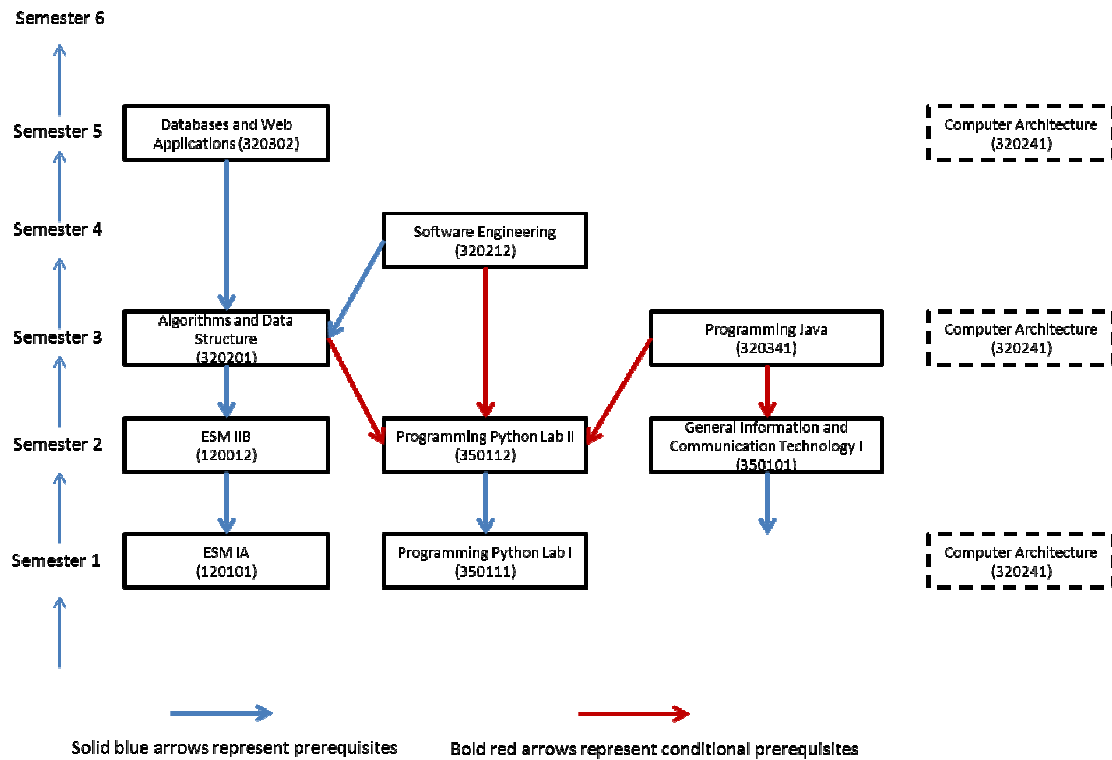 Semester 6
Semester 5
Databases and Web
Applications (320302)
Computer Architecture
(320241)
Semester 4
Software Engineering
(320212)
Semester 3
Algorithms and Data
Structure
(320201)
Programming Java
(320341)
Computer Architecture
(320241)
Semester 2
ESM IIB
(120012)
Programming Python Lab II
(350112)
General Information and
Communication Technology I
(350101)
Semester 1
ESM IA
(120101)
Programming Python Lab I
(350111)
Computer Architecture
(320241)
Solid blue arrows represent prerequisites
Bold red arrows represent conditional prerequisites